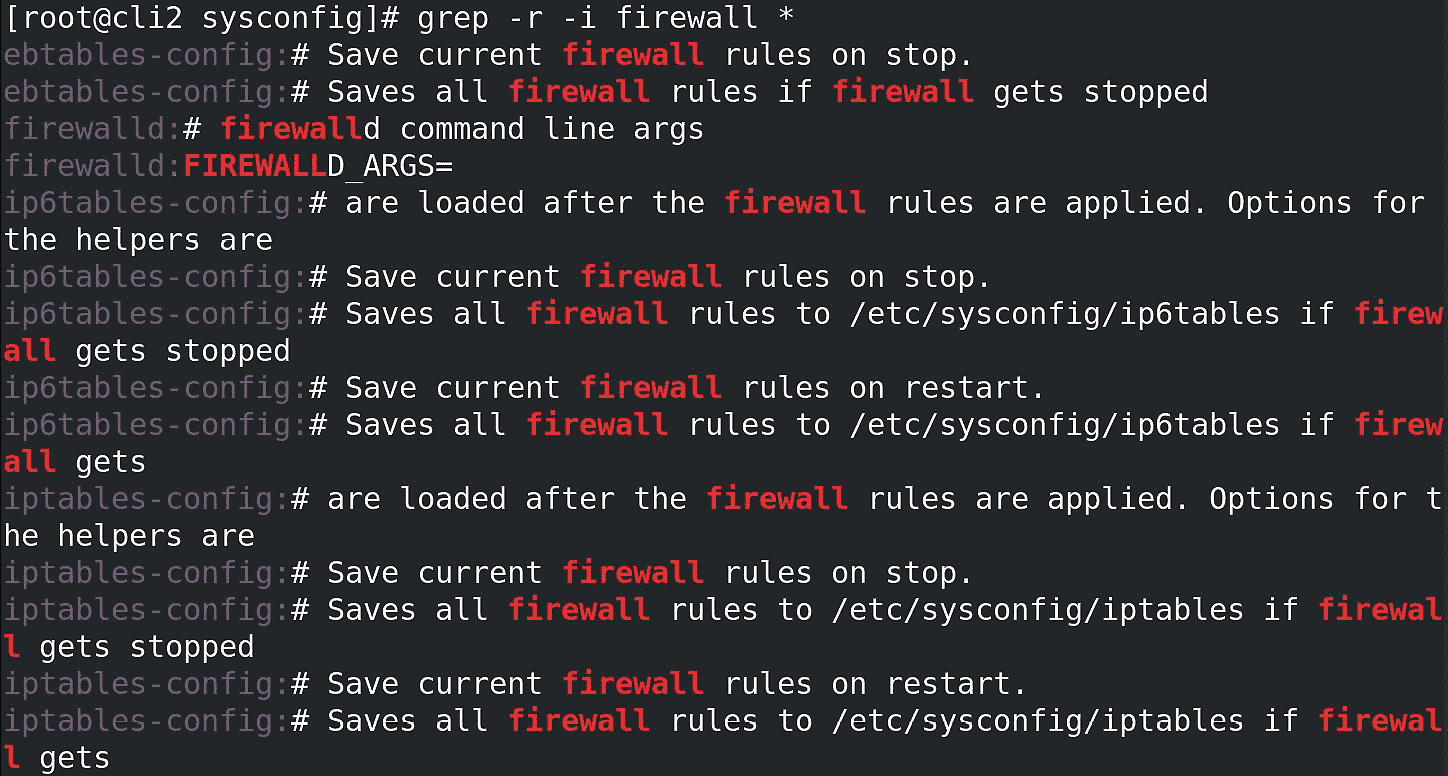 [root@cli2 sysconfig]# grep -r -i firewall *
ebtables-config:# Save current firewall rules on stop.
ebtables-config:# Saves all firewall rules if firewall gets stopped
firewalld:# firewalld command line args
firewalld:FIREWALLD_ARGS=
ip6tables-config:# are loaded after the firewall rules are applied. Options for
the helpers are
ip6tables-config:# Save current firewall rules on stop.
ip6tables-config:# Saves all firewall rules to /etc/sysconfig/ip6tables if firew
all gets stopped
ip6tables-config:# Save current firewall rules on restart.
ip6tables-config:# Saves all firewall rules to /etc/sysconfig/ip6tables if firew
all gets
iptables-config:# are loaded after the firewall rules are applied. Options for t
he helpers are
iptables-config:# Save current firewall rules on stop.
iptables-config:# Saves all firewall rules to /etc/sysconfig/iptables if firewal
l gets stopped
iptables-config:# Save current firewall rules on restart.
iptables-config:# Saves all firewall rules to /etc/sysconfig/iptables if firewal
l gets